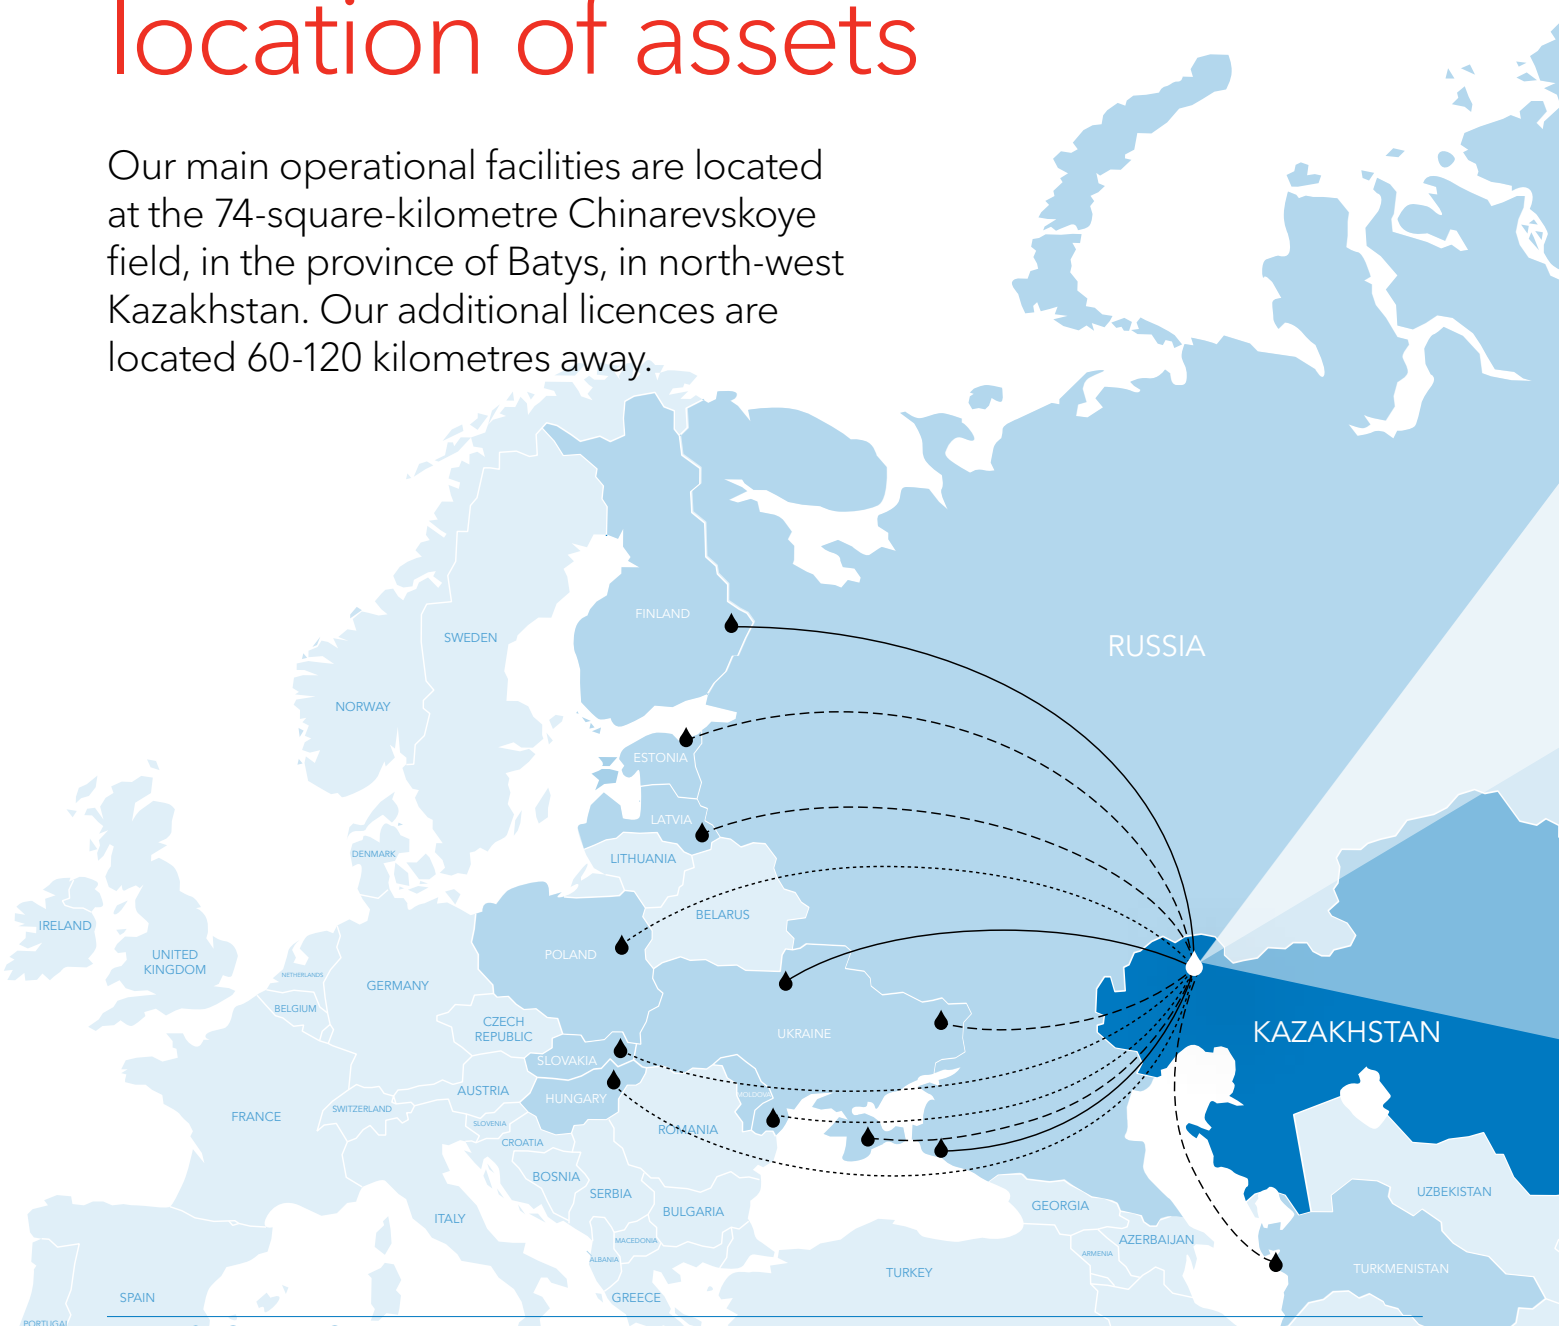 location of assets
Our main operational facilities are located
at the 74-square-kilometre Chinarevskoye
field, in the province of Batys, in north-west
Kazakhstan. Our additional licences are
located 60-120 kilometres away.
FINLAND
SWEDEN
RUSSIA
NORWAY
ESTONIA
LATVIA
DENMARK
LITHUANIA
BELARUS
IRELAND
UNITED
KINGDOM
POLAND
NETHERLANDS
GERMANY
BELGIUM
CZECH
REPUBLIC
UKRAINE
KAZAKHSTAN
SLOVAKIA
AUSTRIA
HUNGARY
MOLDOVA
FRANCE
SWITZERLAND
SLOVENIA
ROMANIA
CROATIA
BOSNIA
SERBIA
UZBEKISTAN
ITALY
BULGARIA
GEORGIA
MACEDONIA
AZERBAIJAN
ALBANIA
ARMENIA
TURKEY
TURKMENISTAN
SPAIN
GREECE
PORTUGAL